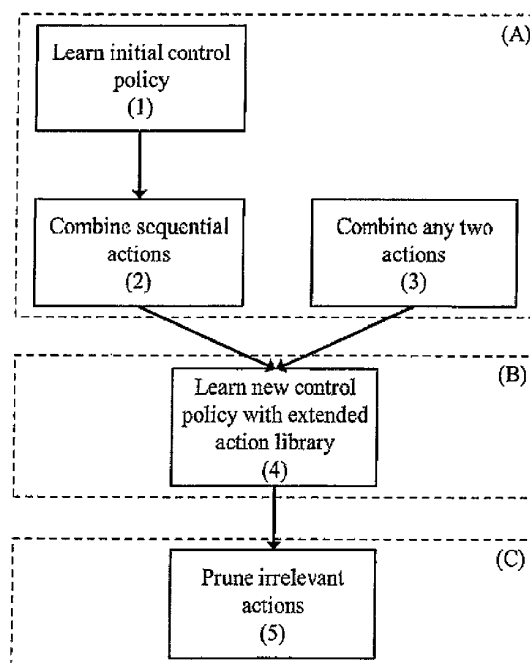 (A)
Learn initial control
policy
(1)
Combine sequential
actions
(2)
Combine any two
actions
(3)
(B)
Learn new control
policy with extended
action library
(4)
(C)
Prune irrelevant
actions
(5)